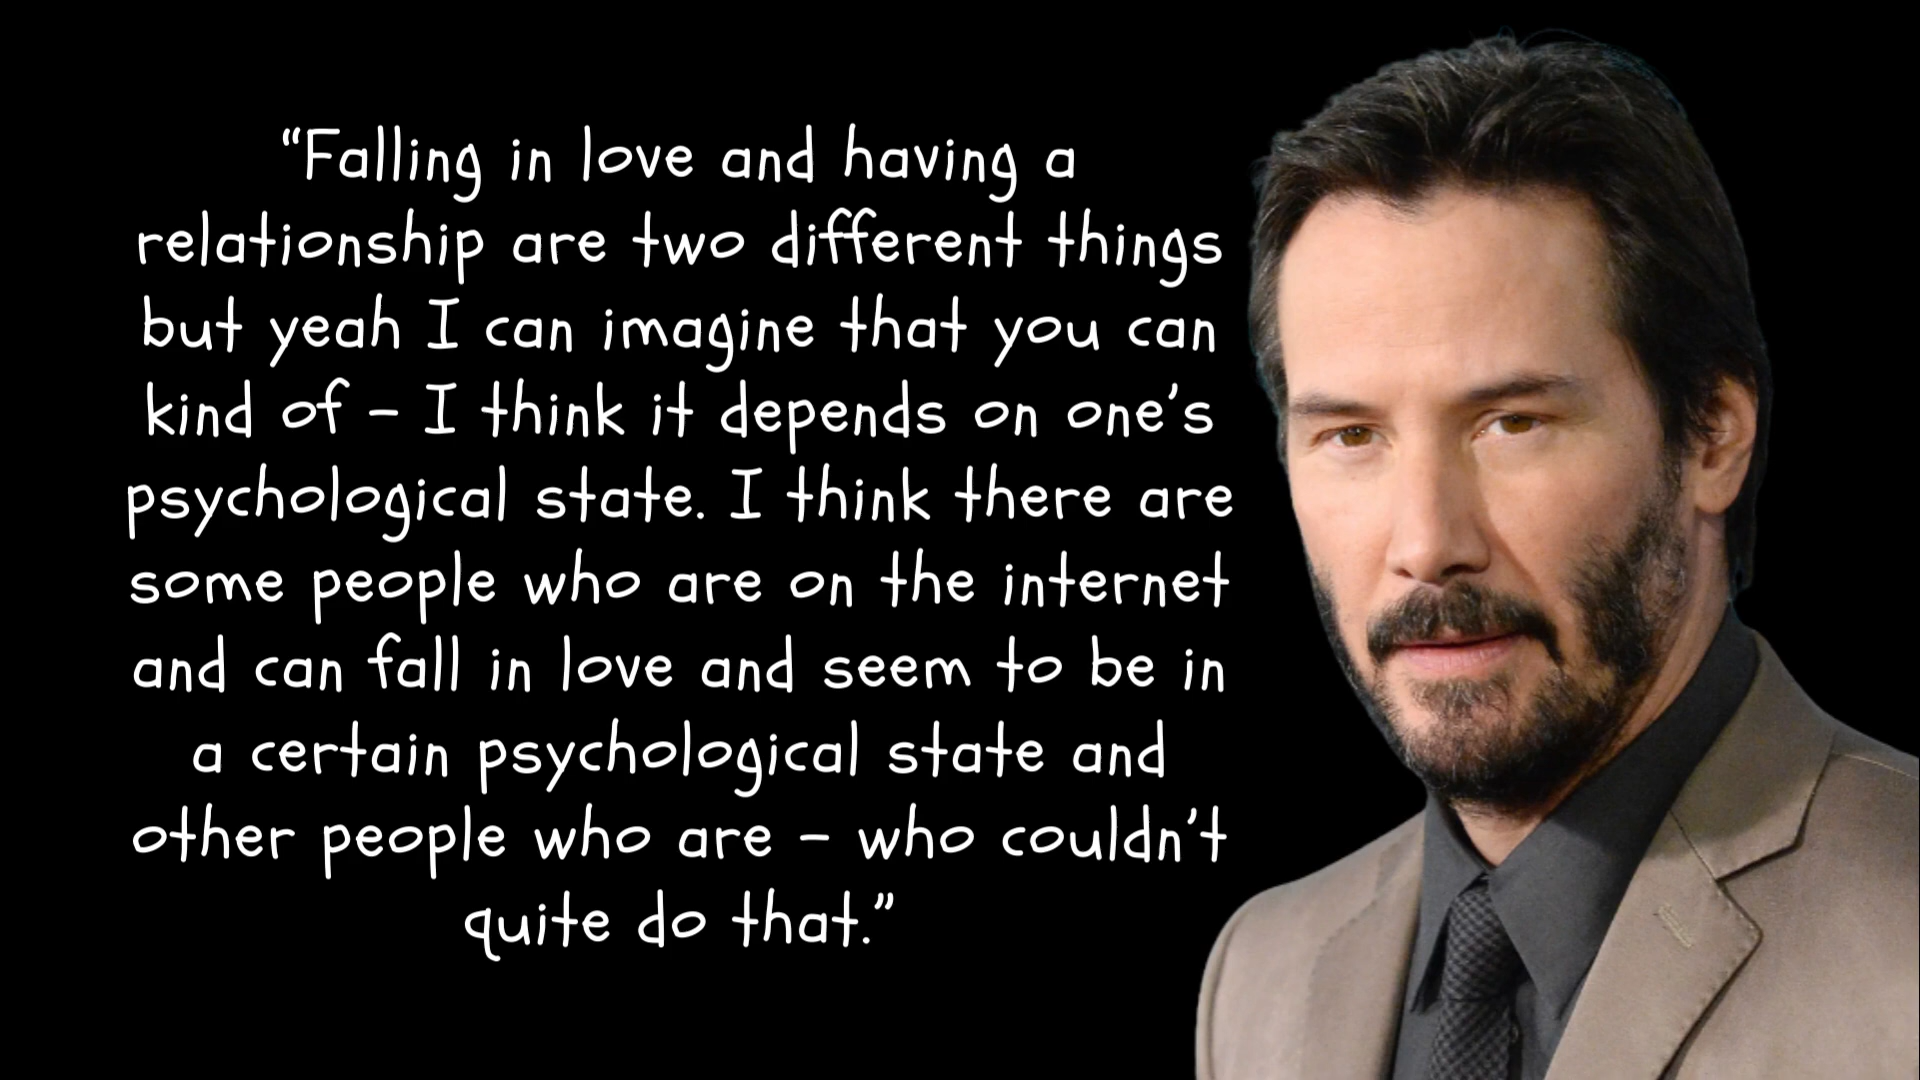 “Falling in love and having a
relationship are two different things
but yeah I can imagine that you can
kind of – I think it depends on one’s
psychological state. I think there are
some people who are on the internet
and can fall in love and seem to be in
a certain psychological state and
other people who are – who couldn’t
quite do that.”